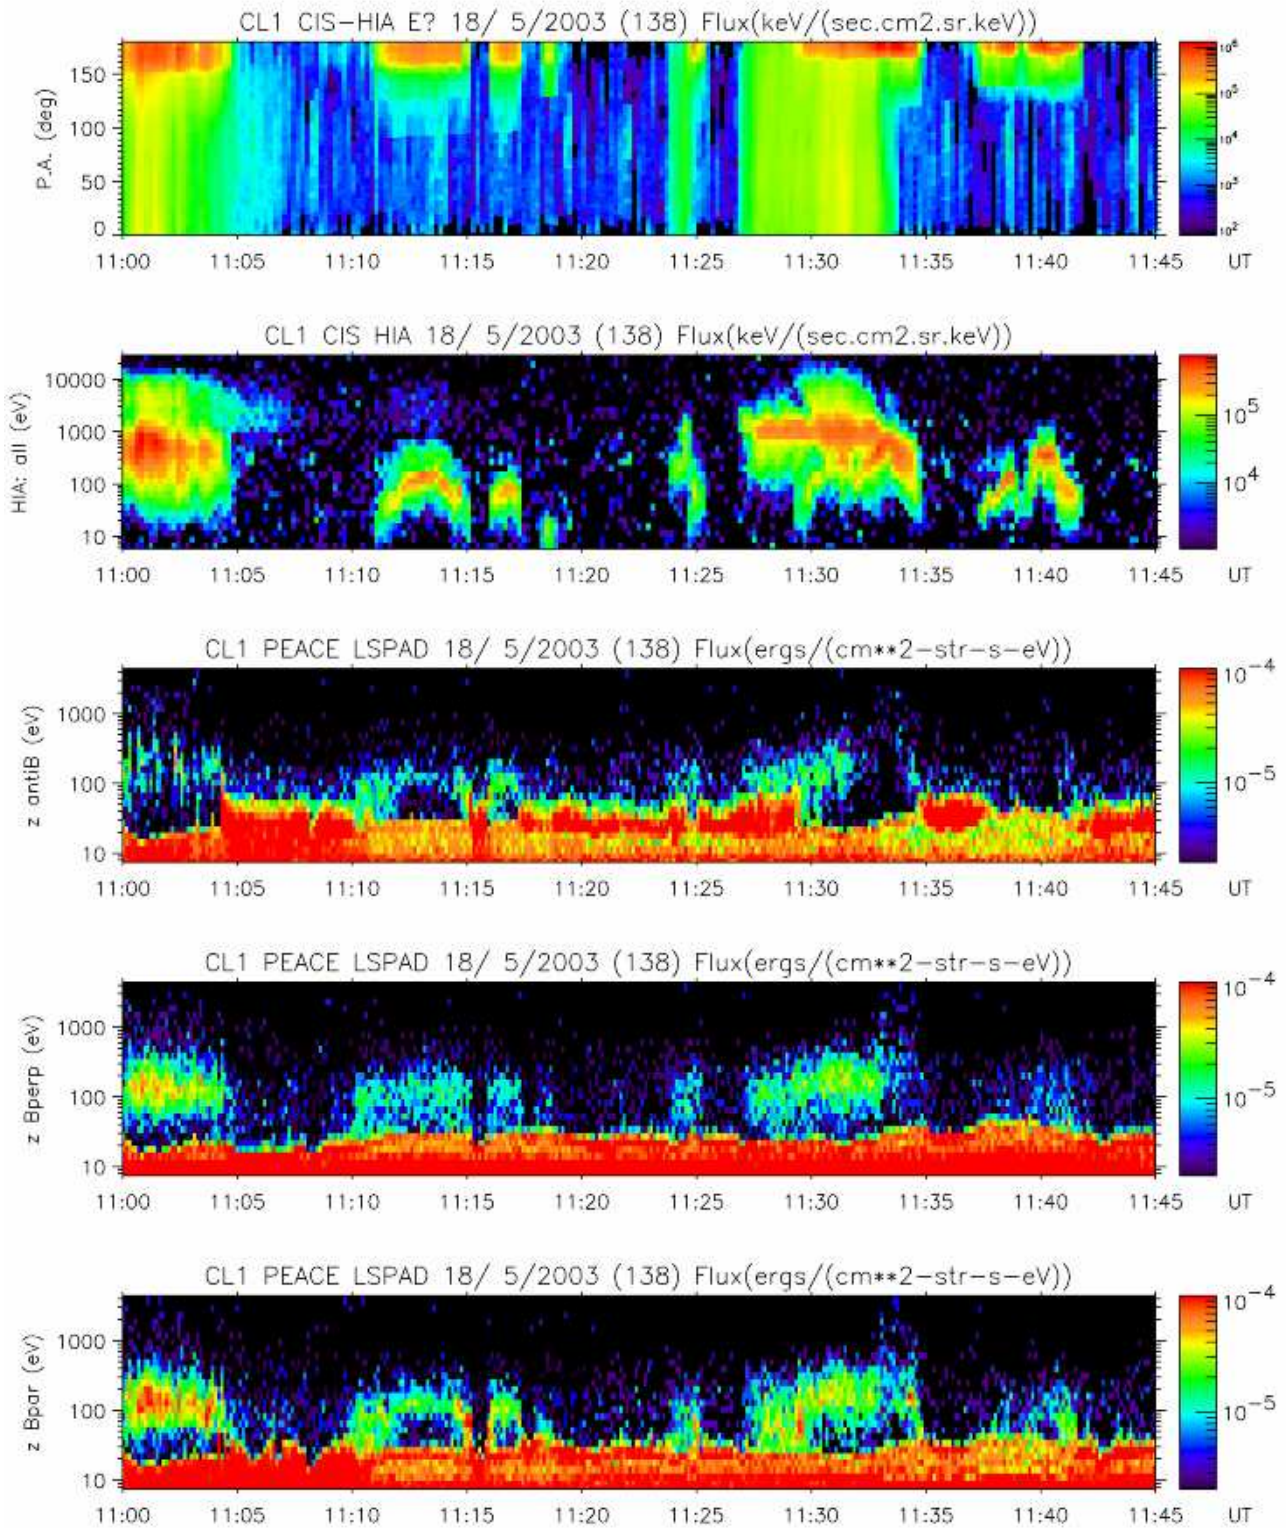 CL1 CIS-HIA E? 18/ 5/2003 (138) Flux(keV/(sec.cm2.sr.keV))
P.A. (deg)
150
100
50
0
10⁶
10⁵
10⁴
10³
10²
11:00 11:05 11:10 11:15 11:20 11:25 11:30 11:35 11:40 11:45 UT
CL1 CIS HIA 18/ 5/2003 (138) Flux(keV/(sec.cm2.sr.keV))
HIA: all (eV)
10000
1000
100
10
10⁵
10⁴
11:00 11:05 11:10 11:15 11:20 11:25 11:30 11:35 11:40 11:45 UT
CL1 PEACE LSPAD 18/ 5/2003 (138) Flux(ergs/(cm**2-str-s-eV))
z antiB (eV)
1000
100
10
10⁻⁴
10⁻⁵
11:00 11:05 11:10 11:15 11:20 11:25 11:30 11:35 11:40 11:45 UT
CL1 PEACE LSPAD 18/ 5/2003 (138) Flux(ergs/(cm**2-str-s-eV))
z Bperp (eV)
1000
100
10
10⁻⁴
10⁻⁵
11:00 11:05 11:10 11:15 11:20 11:25 11:30 11:35 11:40 11:45 UT
CL1 PEACE LSPAD 18/ 5/2003 (138) Flux(ergs/(cm**2-str-s-eV))
z Bpar (eV)
1000
100
10
10⁻⁴
10⁻⁵
11:00 11:05 11:10 11:15 11:20 11:25 11:30 11:35 11:40 11:45 UT